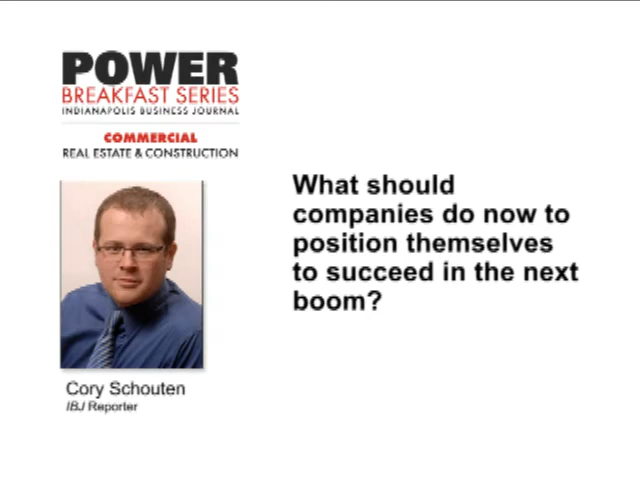 POWER
BREAKFAST SERIES
INDIANAPOLIS BUSINESS JOURNAL
COMMERCIAL
REAL ESTATE & CONSTRUCTION
What should
companies do now to
position themselves
to succeed in the next
boom?
Cory Schouten
IBJ Reporter